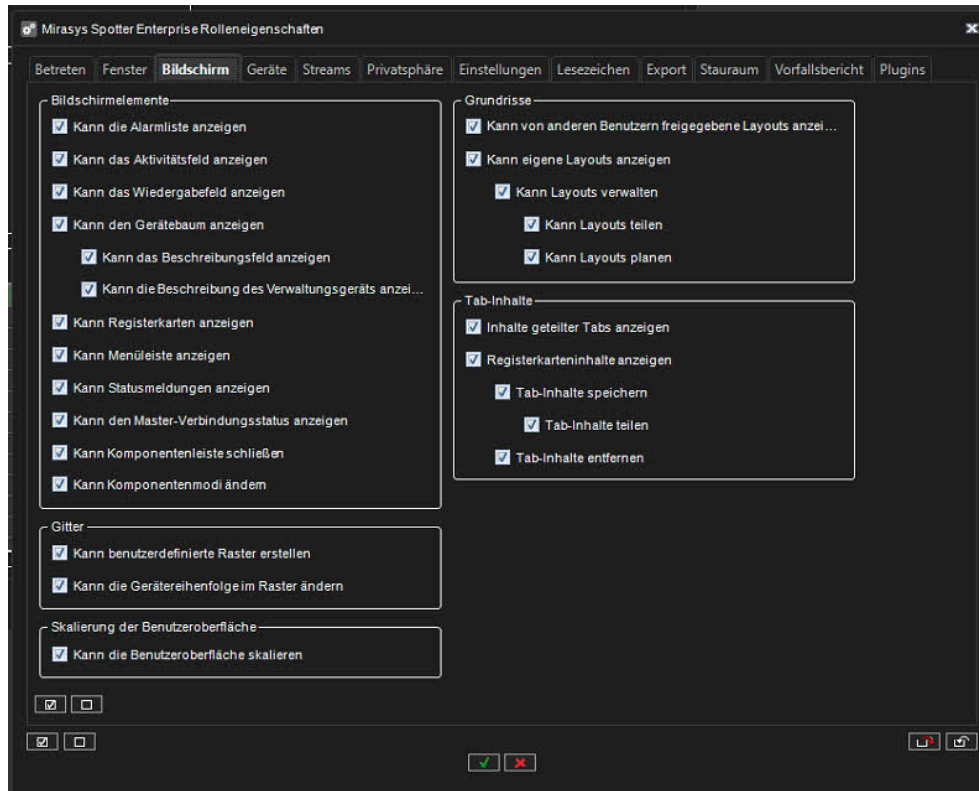 Mirasys Spotter Enterprise Rolleneigenschaften
Betreten Fenster Bildschirm Geräte Streams Privatsphäre Einstellungen Lesezeichen Export Stauraum Vorfallsbericht Plugins
Bildschirmelemente
Kann die Alarmliste anzeigen
Kann das Aktivitätsfeld anzeigen
Kann das Wiedergabefeld anzeigen
Kann den Gerätebaum anzeigen
Kann das Beschreibungsfeld anzeigen
Kann die Beschreibung des Verwaltungsgeräts anzei...
Kann Registerkarten anzeigen
Kann Menüleiste anzeigen
Kann Statusmeldungen anzeigen
Kann den Master-Verbindungsstatus anzeigen
Kann Komponentenleiste schließen
Kann Komponentenmodi ändern
Gitter
Kann benutzerdefinierte Raster erstellen
Kann die Gerätereihenfolge im Raster ändern
Skalierung der Benutzeroberfläche
Kann die Benutzeroberfläche skalieren
Grundrisse
Kann von anderen Benutzern freigegebene Layouts anzei...
Kann eigene Layouts anzeigen
Kann Layouts verwalten
Kann Layouts teilen
Kann Layouts planen
Tab-Inhalte
Inhalte geteilter Tabs anzeigen
Registerkarteninhalte anzeigen
Tab-Inhalte speichern
Tab-Inhalte teilen
Tab-Inhalte entfernen